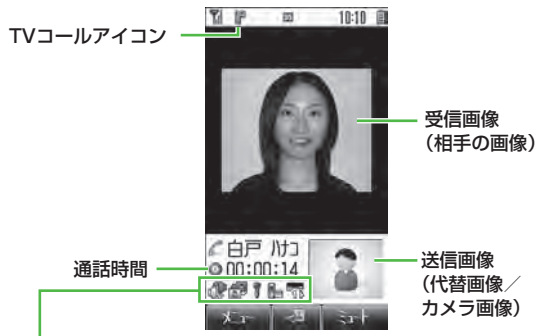 10:10
TVコールアイコン
受信画像
(相手の画像)
白戸 ﾊﾅｺ
通話時間
00:00:14
送信画像
(代替画像／
カメラ画像)
ﾒﾆｭｰ
ﾐｭｰﾄ